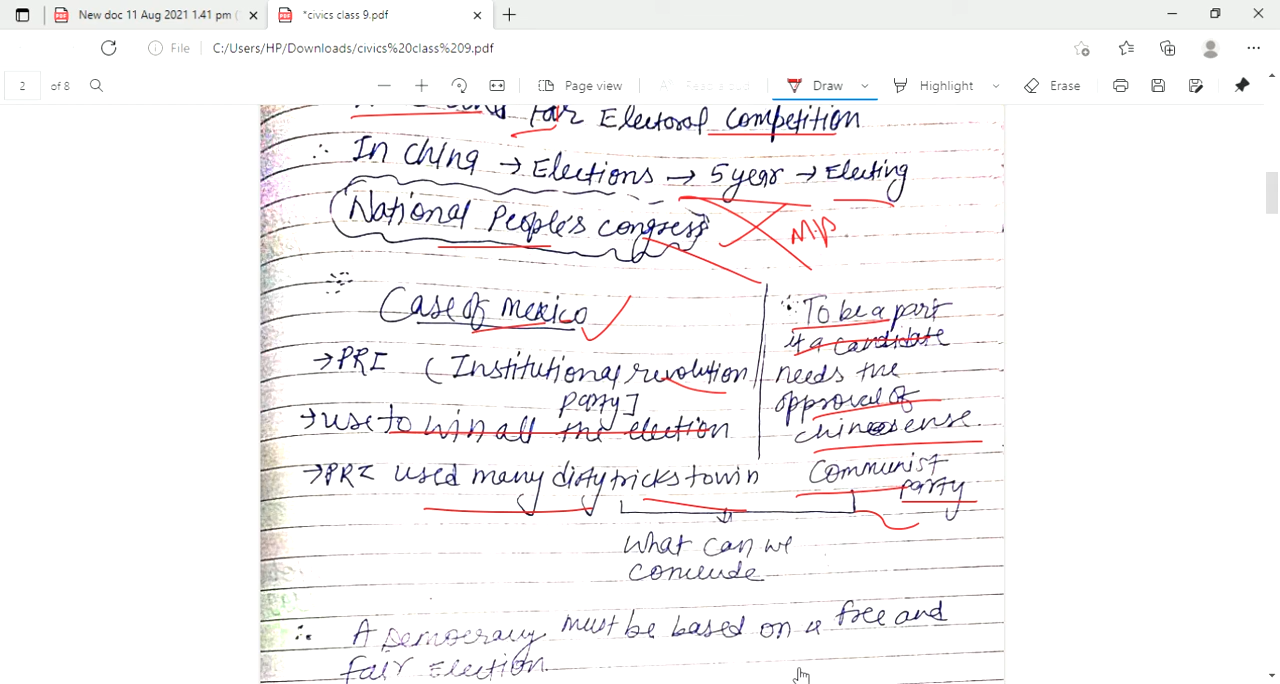 New doc 11 Aug 2021 1.41 pm (
*civics class 9.pdf
File C:/Users/HP/Downloads/civics%20class%209.pdf
2 of 8 Page view Draw Highlight Erase
Fair Electoral Competition
∴ In China → Elections → 5 year → Electing
National People's congress
M.P.
Case of Mexico
→ PRI (Institutional revolution
party]
→ use to win all the election
→ PRI used many dirty tricks to win
To be a part
it a candidate
needs the
approval of
Communist
party
What can we
∴ A Democracy must be based on a free and
fair Election.